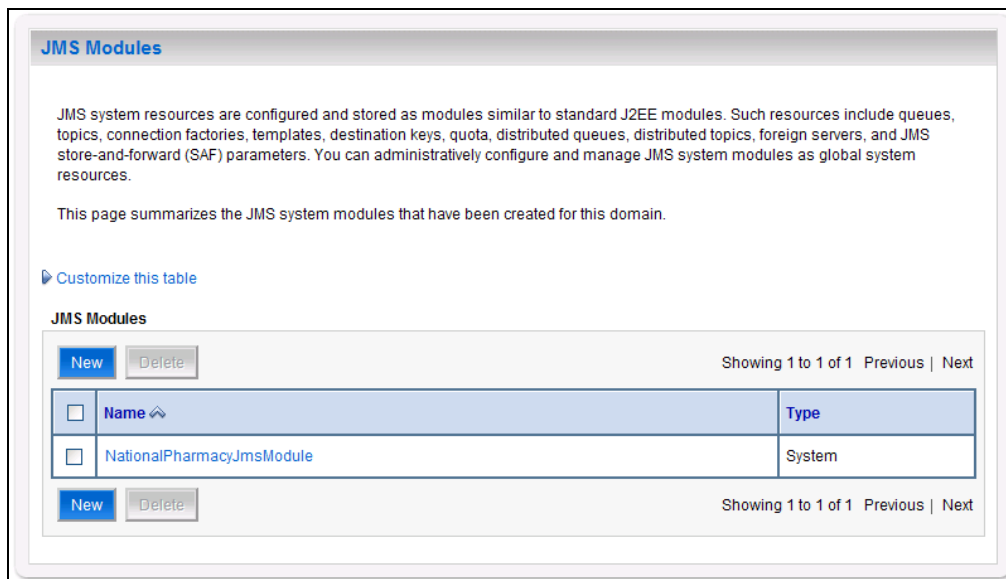 JMS Modules
JMS system resources are configured and stored as modules similar to standard J2EE modules. Such resources include queues,
topics, connection factories, templates, destination keys, quota, distributed queues, distributed topics, foreign servers, and JMS
store-and-forward (SAF) parameters. You can administratively configure and manage JMS system modules as global system
resources.
This page summarizes the JMS system modules that have been created for this domain.
Customize this table
JMS Modules
New Delete Showing 1 to 1 of 1 Previous | Next
Name Type
NationalPharmacyJmsModule System
New Delete Showing 1 to 1 of 1 Previous | Next